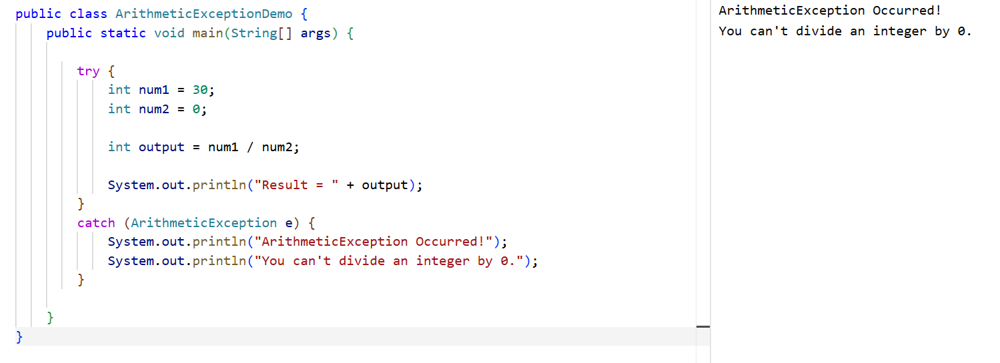 public class ArithmeticExceptionDemo {
    public static void main(String[] args) {

        try {
            int num1 = 30;
            int num2 = 0;

            int output = num1 / num2;

            System.out.println("Result = " + output);
        }
        catch (ArithmeticException e) {
            System.out.println("ArithmeticException Occurred!");
            System.out.println("You can't divide an integer by 0.");
        }

    }
}
ArithmeticException Occurred!
You can't divide an integer by 0.